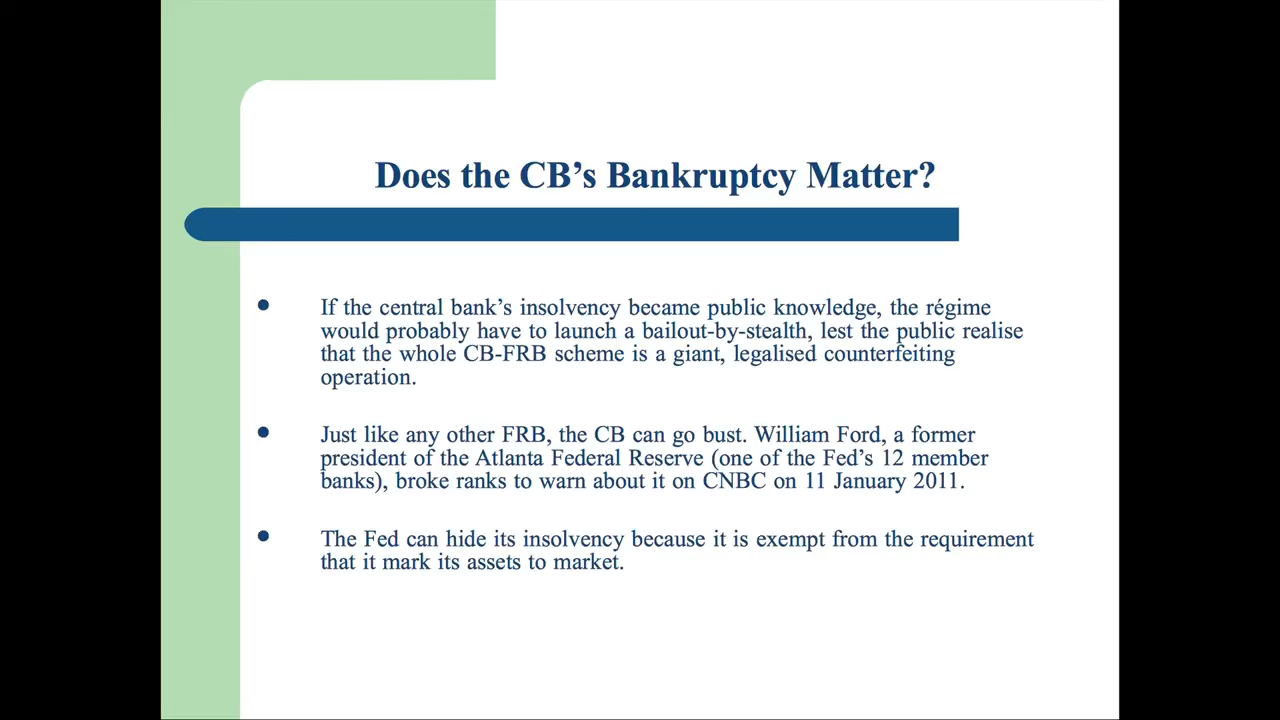 Does the CB’s Bankruptcy Matter?
● If the central bank’s insolvency became public knowledge, the régime
would probably have to launch a bailout-by-stealth, lest the public realise
that the whole CB-FRB scheme is a giant, legalised counterfeiting
operation.
● Just like any other FRB, the CB can go bust. William Ford, a former
president of the Atlanta Federal Reserve (one of the Fed’s 12 member
banks), broke ranks to warn about it on CNBC on 11 January 2011.
● The Fed can hide its insolvency because it is exempt from the requirement
that it mark its assets to market.